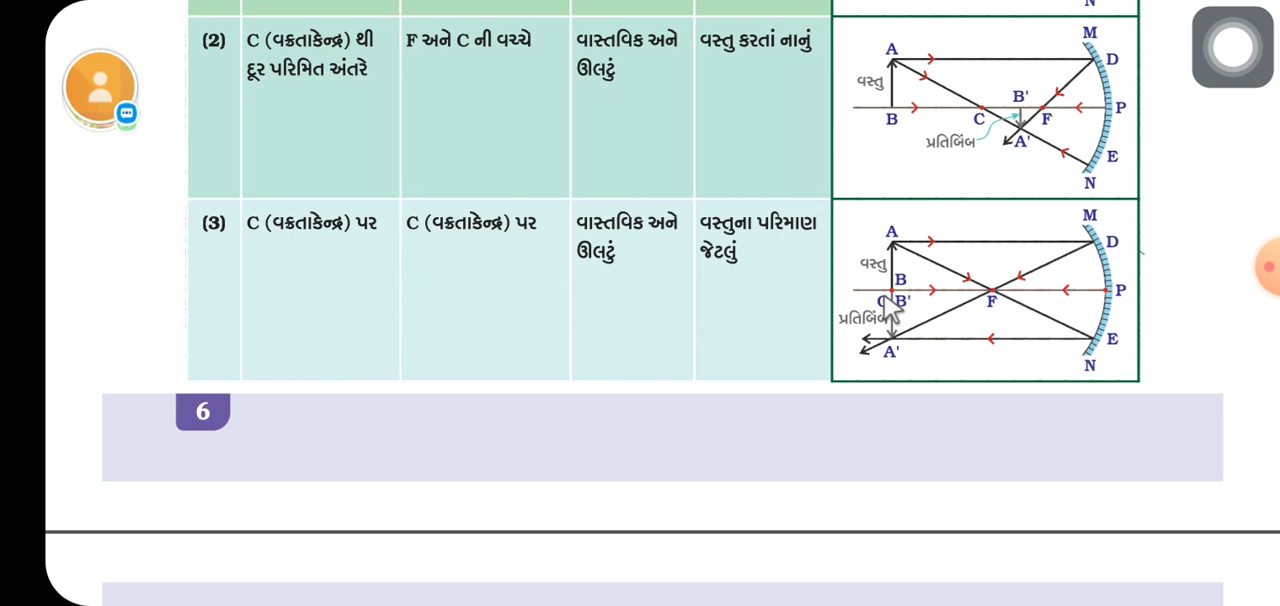 N
(2) C (વક્રતાકેન્દ્ર) થી F અને C ની વચ્ચે વાસ્તવિક અને વસ્તુ કરતાં નાનું
દૂર પરિમિત અંતરે ઊલટું
M
A D
વસ્તુ
B'
B C F P
પ્રતિબિંબ A'
E
N
(3) C (વક્રતાકેન્દ્ર) પર C (વક્રતાકેન્દ્ર) પર વાસ્તવિક અને વસ્તુના પરિમાણ
ઊલટું જેટલું
M
A D
વસ્તુ
B
P
C B' F
પ્રતિબિંબ
E
A'
N
6